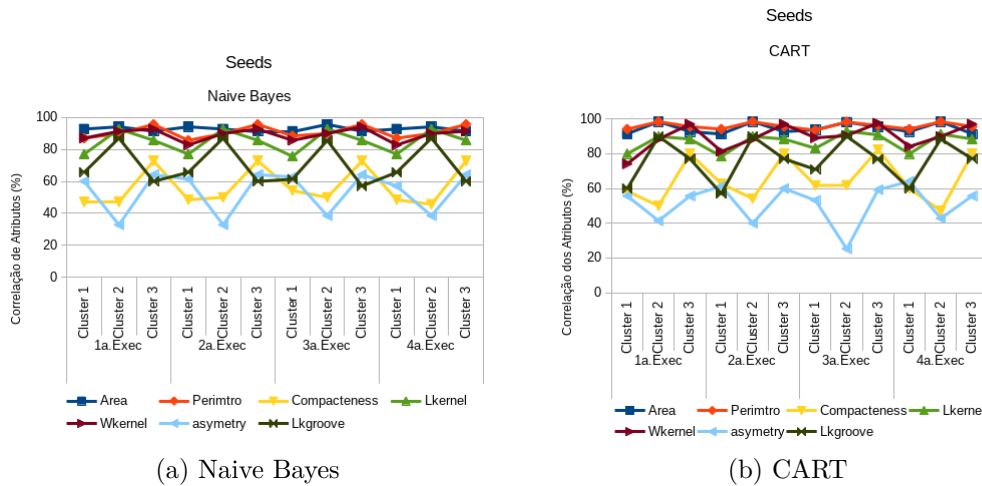 Seeds
Naive Bayes
Correlação de Atributos (%)
100
80
60
40
20
0
Cluster 1
Cluster 2
Cluster 3
Cluster 1
Cluster 2
Cluster 3
Cluster 1
Cluster 2
Cluster 3
Cluster 1
Cluster 2
Cluster 3
1a.Exec 2a.Exec 3a.Exec 4a.Exec
Area Perimtro Compacteness Lkernel
Wkernel asymetry Lkgroove
(a) Naive Bayes
Seeds
CART
Correlação dos Atributos (%)
100
80
60
40
20
0
Cluster 1
Cluster 2
Cluster 3
Cluster 1
Cluster 2
Cluster 3
Cluster 1
Cluster 2
Cluster 3
Cluster 1
Cluster 2
Cluster 3
1a.Exec 2a.Exec 3a.Exec 4a.Exec
Area Perimtro Compacteness Lkerne
Wkernel asymetry Lkgroove
(b) CART